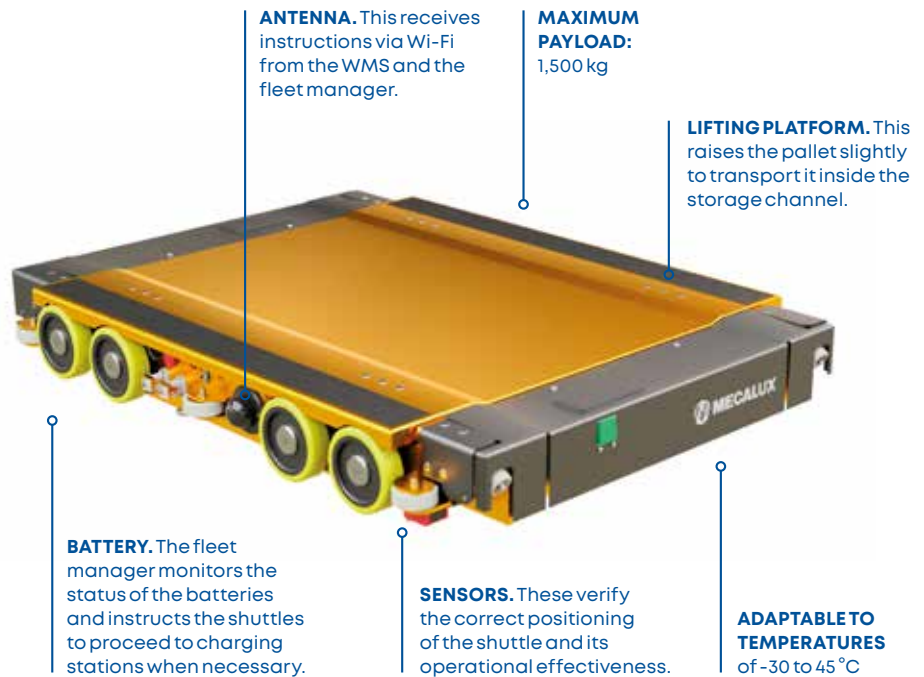 ANTENNA. This receives
instructions via Wi-Fi
from the WMS and the
fleet manager.
MAXIMUM
PAYLOAD:
1,500 kg
LIFTING PLATFORM. This
raises the pallet slightly
to transport it inside the
storage channel.
MECALUX
BATTERY. The fleet
manager monitors the
status of the batteries
and instructs the shuttles
to proceed to charging
stations when necessary.
SENSORS. These verify
the correct positioning
of the shuttle and its
operational effectiveness.
ADAPTABLE TO
TEMPERATURES
of -30 to 45 °C